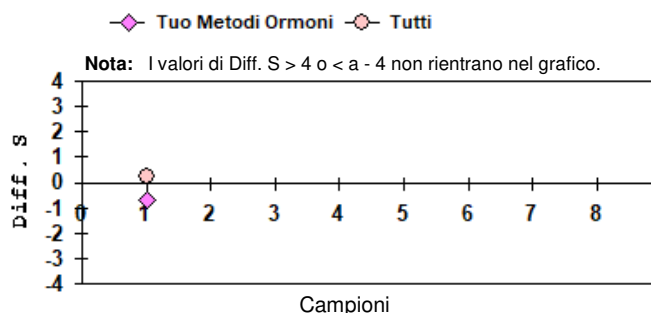 Tuo Metodi Ormoni Tutti
Nota: I valori di Diff. S > 4 o < a - 4 non rientrano nel grafico.
4
3
2
1
0
-1
-2
-3
-4
Diff. S
0 1 2 3 4 5 6 7 8
Campioni